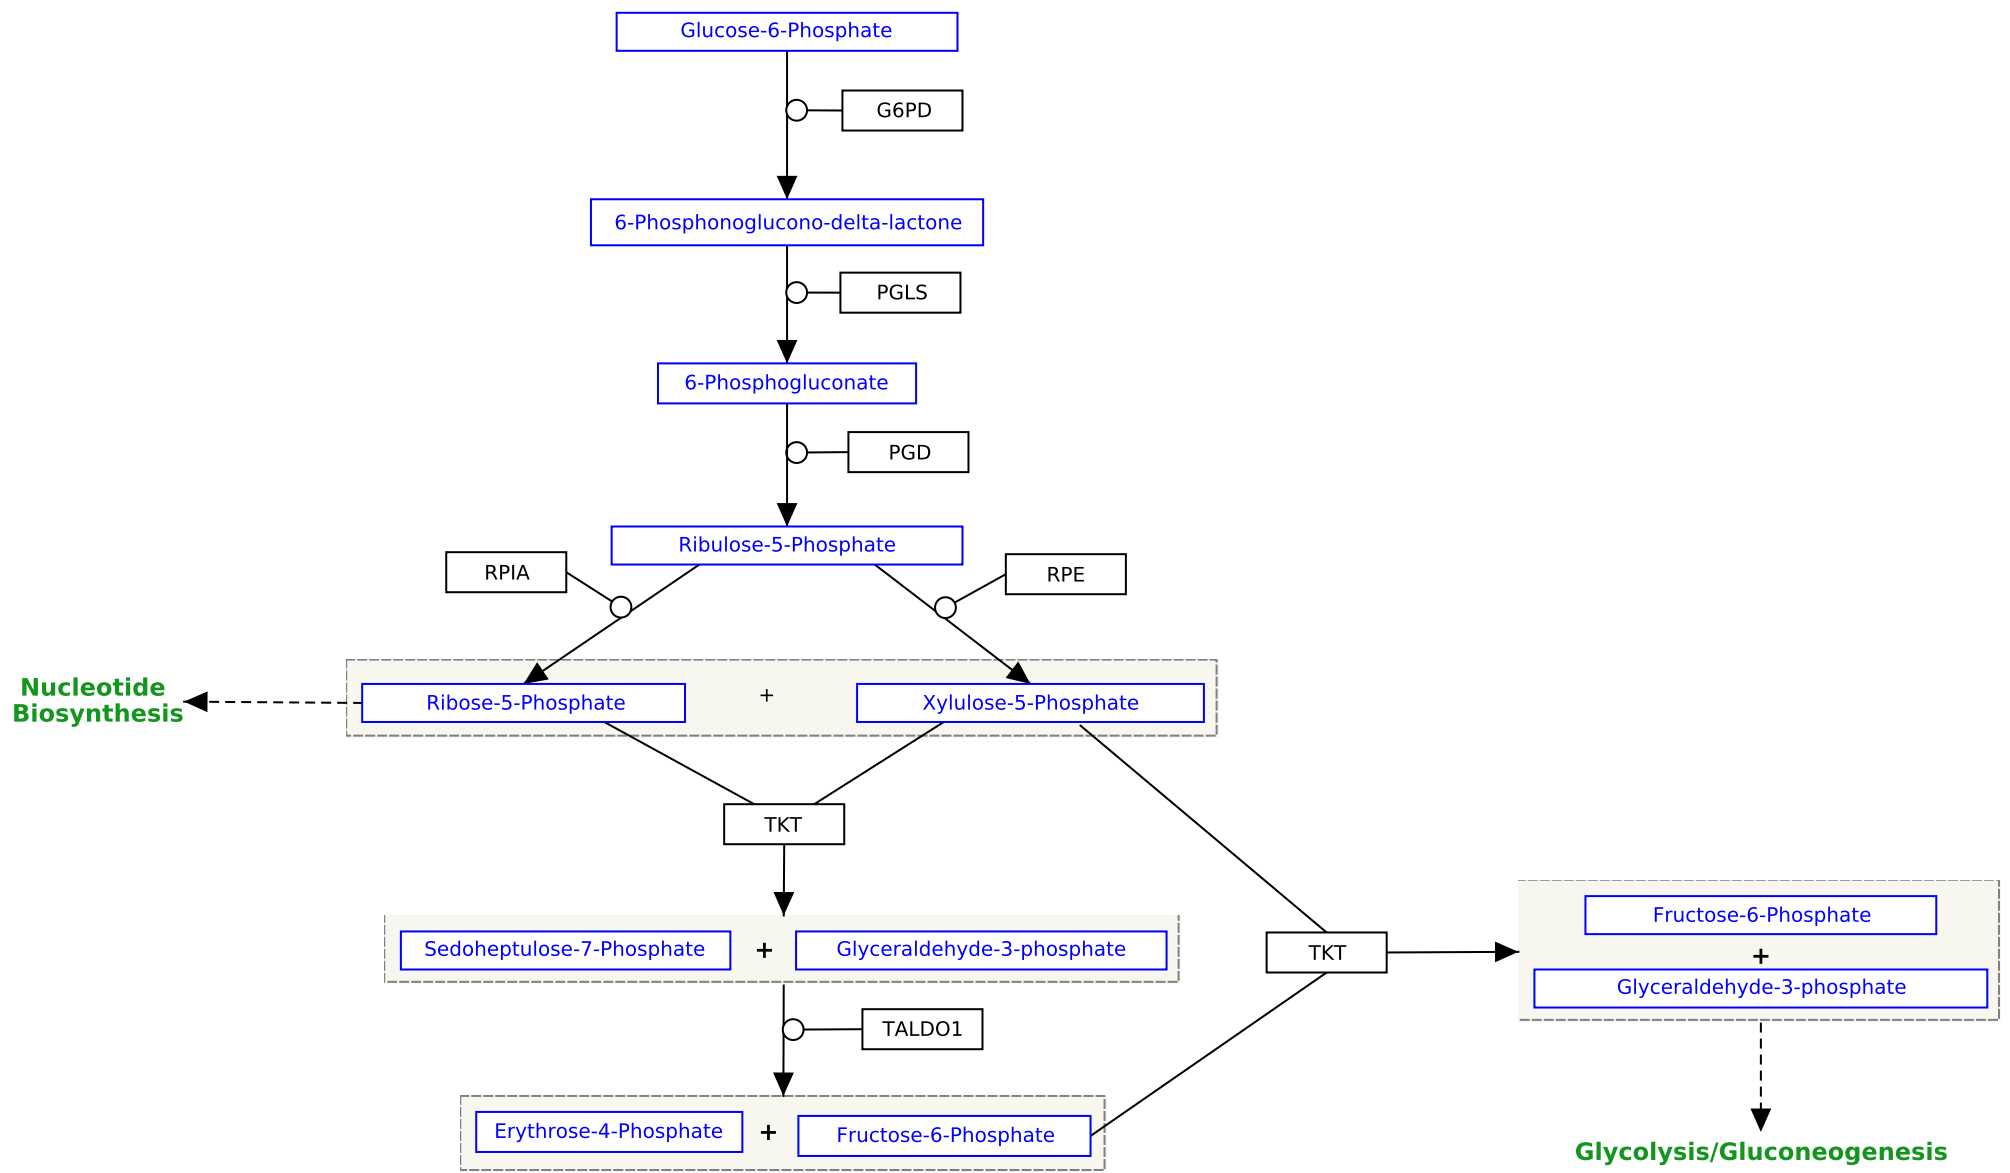 Glucose-6-Phosphate
G6PD
6-Phosphonoglucono-delta-lactone
PGLS
6-Phosphogluconate
PGD
Ribulose-5-Phosphate
RPIA
RPE
Nucleotide
Biosynthesis
Ribose-5-Phosphate + Xylulose-5-Phosphate
TKT
Sedoheptulose-7-Phosphate + Glyceraldehyde-3-phosphate
TKT
Fructose-6-Phosphate
+
Glyceraldehyde-3-phosphate
TALDO1
Erythrose-4-Phosphate + Fructose-6-Phosphate
Glycolysis/Gluconeogenesis